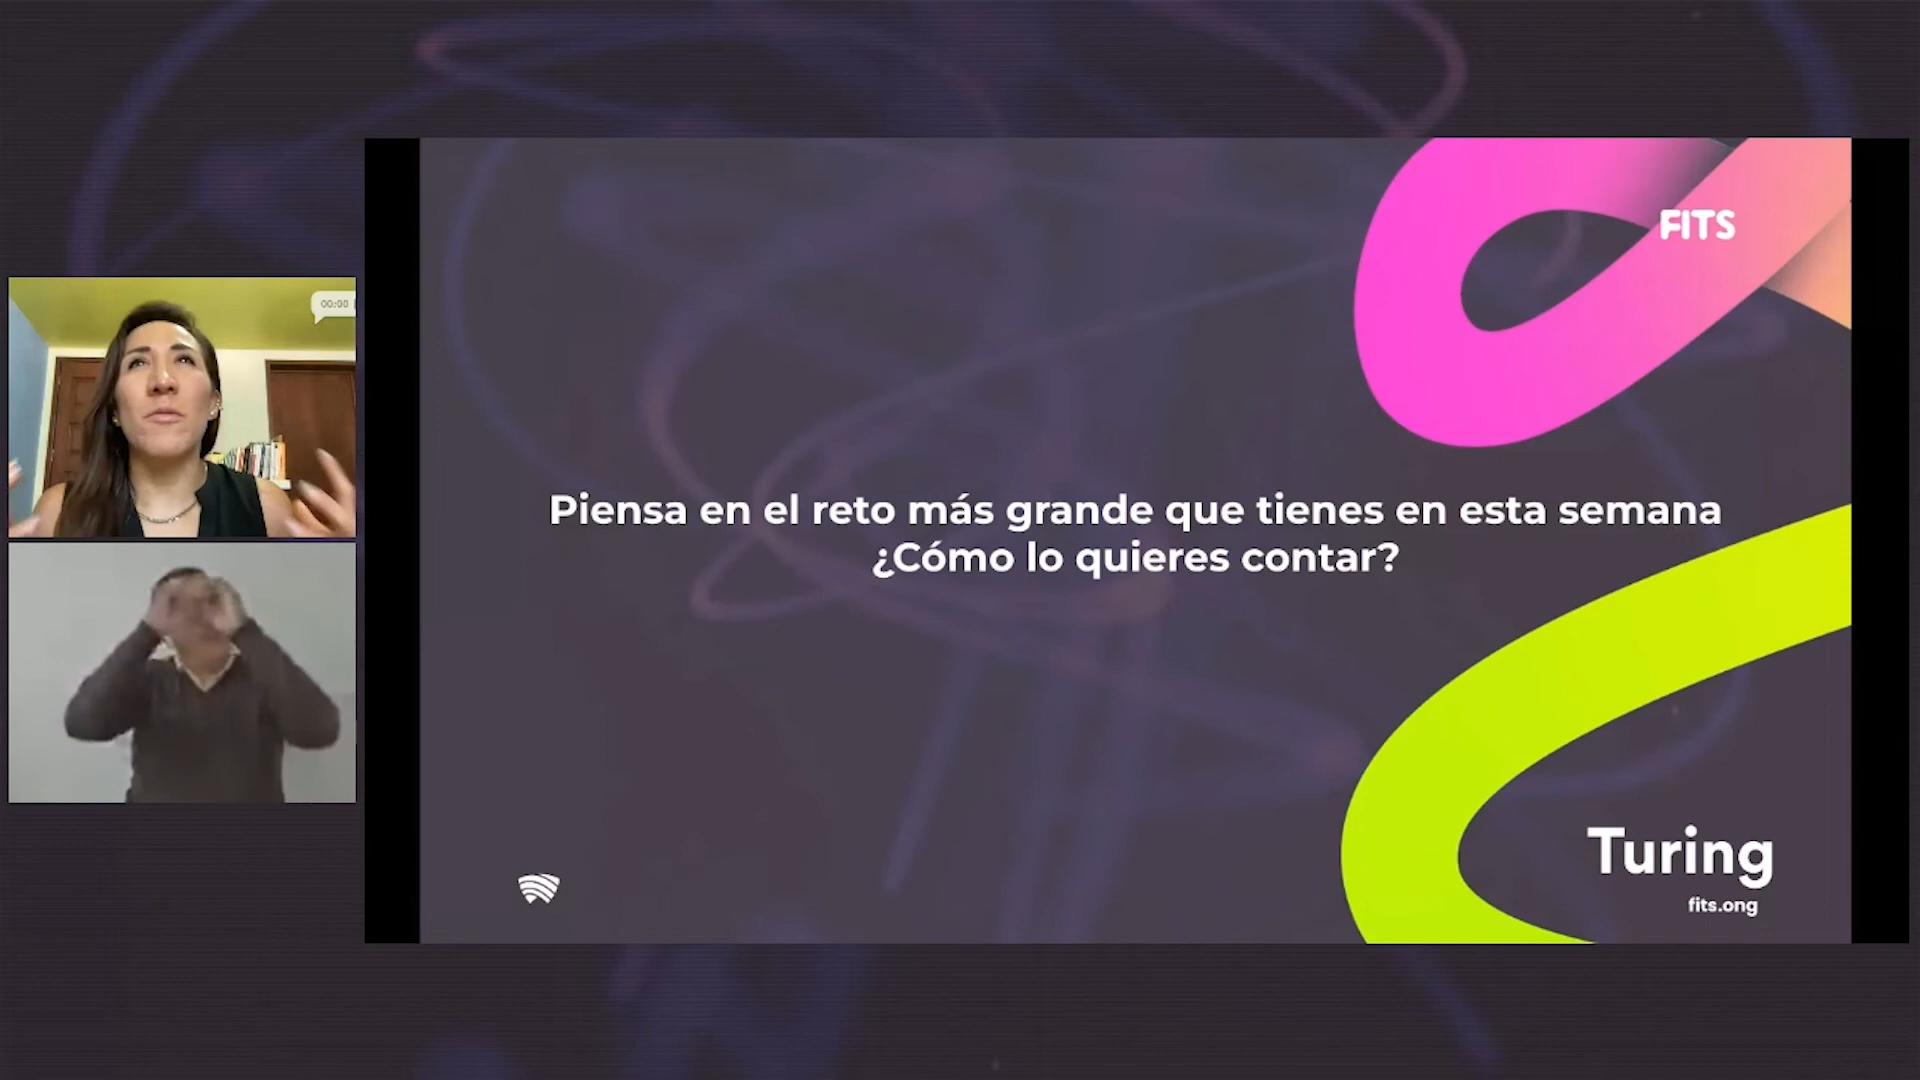 00:00
FITS
Piensa en el reto más grande que tienes en esta semana
¿Cómo lo quieres contar?
Turing
fits.ong